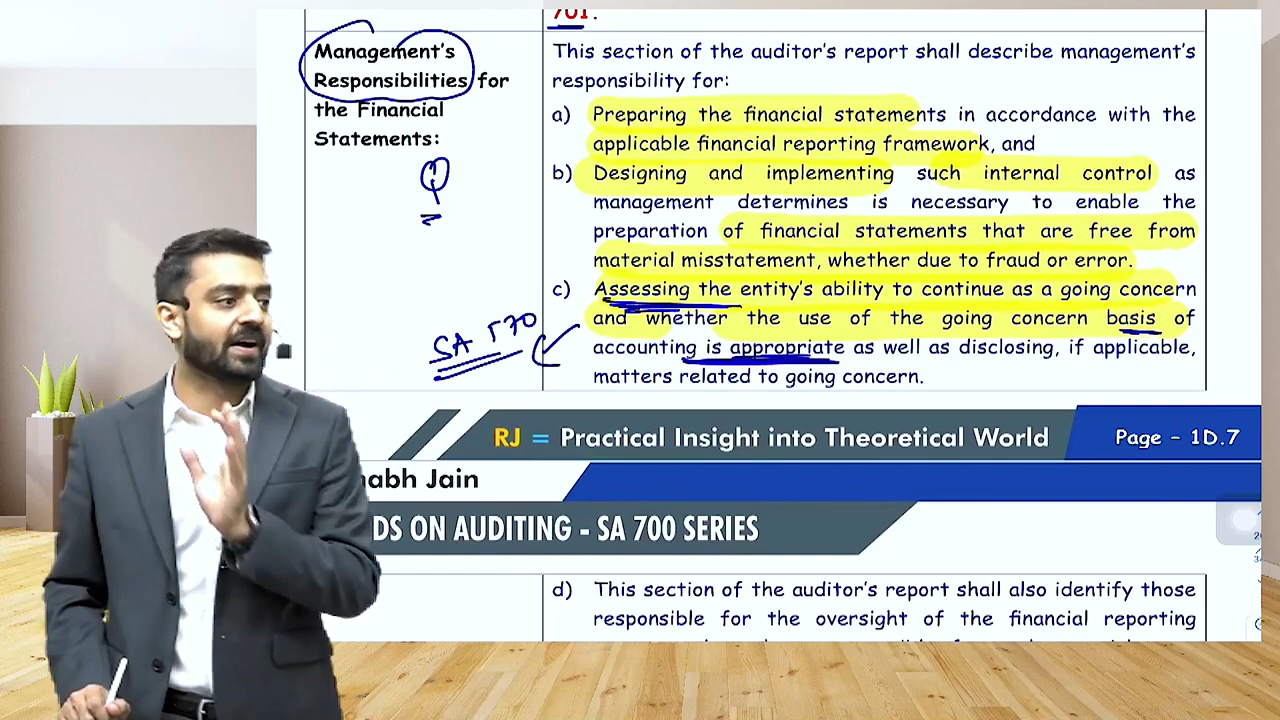 701.
Management's
Responsibilities for
the Financial
Statements:
Q
SA 570
This section of the auditor's report shall describe management's
responsibility for:
a) Preparing the financial statements in accordance with the
applicable financial reporting framework, and
b) Designing and implementing such internal control as
management determines is necessary to enable the
preparation of financial statements that are free from
material misstatement, whether due to fraud or error.
c) Assessing the entity's ability to continue as a going concern
and whether the use of the going concern basis of
accounting is appropriate as well as disclosing, if applicable,
matters related to going concern.
RJ = Practical Insight into Theoretical World
Page - 1D.7
abh Jain
DS ON AUDITING - SA 700 SERIES
d) This section of the auditor's report shall also identify those
responsible for the oversight of the financial reporting